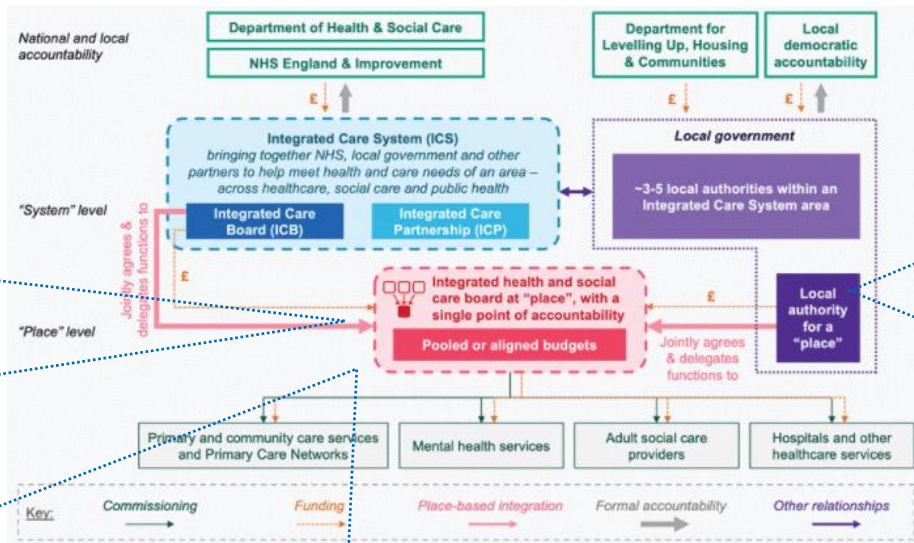 National and local
accountability
Department of Health & Social Care
NHS England & Improvement
Department for
Levelling Up, Housing
& Communities
Local
democratic
accountability
£
£
£
"System" level
Integrated Care System (ICS)
bringing together NHS, local government and other
partners to help meet health and care needs of an area –
across healthcare, social care and public health
Integrated Care
Board (ICB)
Integrated Care
Partnership (ICP)
Local government
~3-5 local authorities within an
Integrated Care System area
Jointly agrees &
delegates functions to
£
"Place" level
Integrated health and social
care board at "place", with a
single point of accountability
Pooled or aligned budgets
£
Jointly agrees
& delegates
functions to
Local
authority
for a
"place"
Primary and community care services
and Primary Care Networks
Mental health services
Adult social care
providers
Hospitals and other
healthcare services
Key:
Commissioning
Funding
Place-based integration
Formal accountability
Other relationships